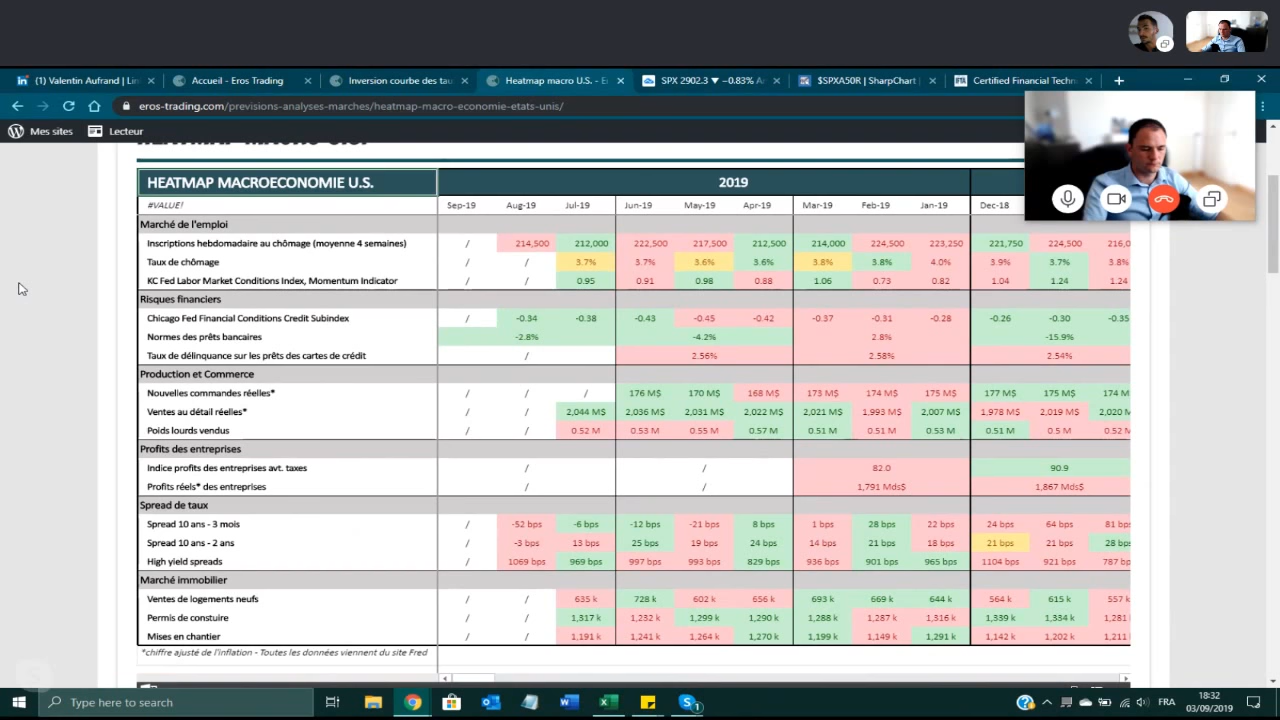 (1) Valentin Aufrand | Lin
Accueil - Eros Trading
Inversion courbe des tau
Heatmap macro U.S. - E
SPX 2902.3 ▼ −0.83% A
$SPXA50R | SharpChart
FTA Certified Financial Techn
eros-trading.com/previsions-analyses-marches/heatmap-macro-economie-etats-unis/
Mes sites Lecteur
HEATMAP MACRO U.S.
HEATMAP MACROECONOMIE U.S. 2019
#VALUE! Sep-19 Aug-19 Jul-19 Jun-19 May-19 Apr-19 Mar-19 Feb-19 Jan-19 Dec-18
Marché de l'emploi
Inscriptions hebdomadaire au chômage (moyenne 4 semaines) / 214,500 212,000 222,500 217,500 212,500 214,000 224,500 223,250 221,750 224,500 216,0
Taux de chômage / / 3.7% 3.7% 3.6% 3.6% 3.8% 3.8% 4.0% 3.9% 3.7% 3.8%
KC Fed Labor Market Conditions Index, Momentum Indicator / / 0.95 0.91 0.98 0.88 1.06 0.73 0.82 1.04 1.24 1.24
Risques financiers
Chicago Fed Financial Conditions Credit Subindex / -0.34 -0.38 -0.43 -0.45 -0.42 -0.37 -0.31 -0.28 -0.26 -0.30 -0.35
Normes des prêts bancaires -2.8% -4.2% 2.8% -15.9%
Taux de délinquance sur les prêts des cartes de crédit / 2.56% 2.58% 2.54%
Production et Commerce
Nouvelles commandes réelles* / / / 176 M$ 170 M$ 168 M$ 173 M$ 174 M$ 175 M$ 177 M$ 175 M$ 174 M
Ventes au détail réelles* / / 2,044 M$ 2,036 M$ 2,031 M$ 2,022 M$ 2,021 M$ 1,993 M$ 2,007 M$ 1,978 M$ 2,019 M$ 2,020 M
Poids lourds vendus / / 0.52 M 0.53 M 0.55 M 0.57 M 0.51 M 0.51 M 0.53 M 0.51 M 0.5 M 0.52 M
Profits des entreprises
Indice profits des entreprises avt. taxes / / 82.0 90.9
Profits réels* des entreprises / / 1,791 Mds$ 1,867 Mds$
Spread de taux
Spread 10 ans - 3 mois / -52 bps -6 bps -12 bps -21 bps 8 bps 1 bps 28 bps 22 bps 24 bps 64 bps 81 bps
Spread 10 ans - 2 ans / -3 bps 13 bps 25 bps 19 bps 24 bps 14 bps 21 bps 18 bps 21 bps 21 bps 28 bps
High yield spreads / 1069 bps 969 bps 997 bps 993 bps 829 bps 936 bps 901 bps 965 bps 1104 bps 921 bps 787 bp
Marché immobilier
Ventes de logements neufs / / 635 k 728 k 602 k 656 k 693 k 669 k 644 k 564 k 615 k 557 k
Permis de constuire / / 1,317 k 1,232 k 1,299 k 1,290 k 1,288 k 1,287 k 1,316 k 1,339 k 1,334 k 1,281
Mises en chantier / / 1,191 k 1,241 k 1,264 k 1,270 k 1,199 k 1,149 k 1,291 k 1,142 k 1,202 k 1,211
*chiffre ajusté de l'inflation - Toutes les données viennent du site Fred
Type here to search
FRA
18:32
03/09/2019